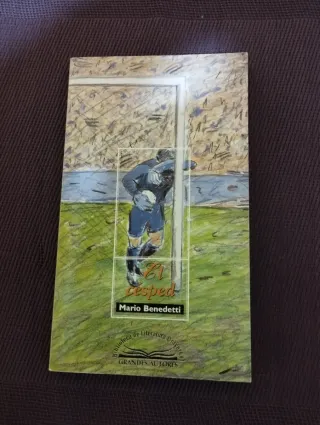 El
césped
Mario Benedetti
GRANDES AUTORES